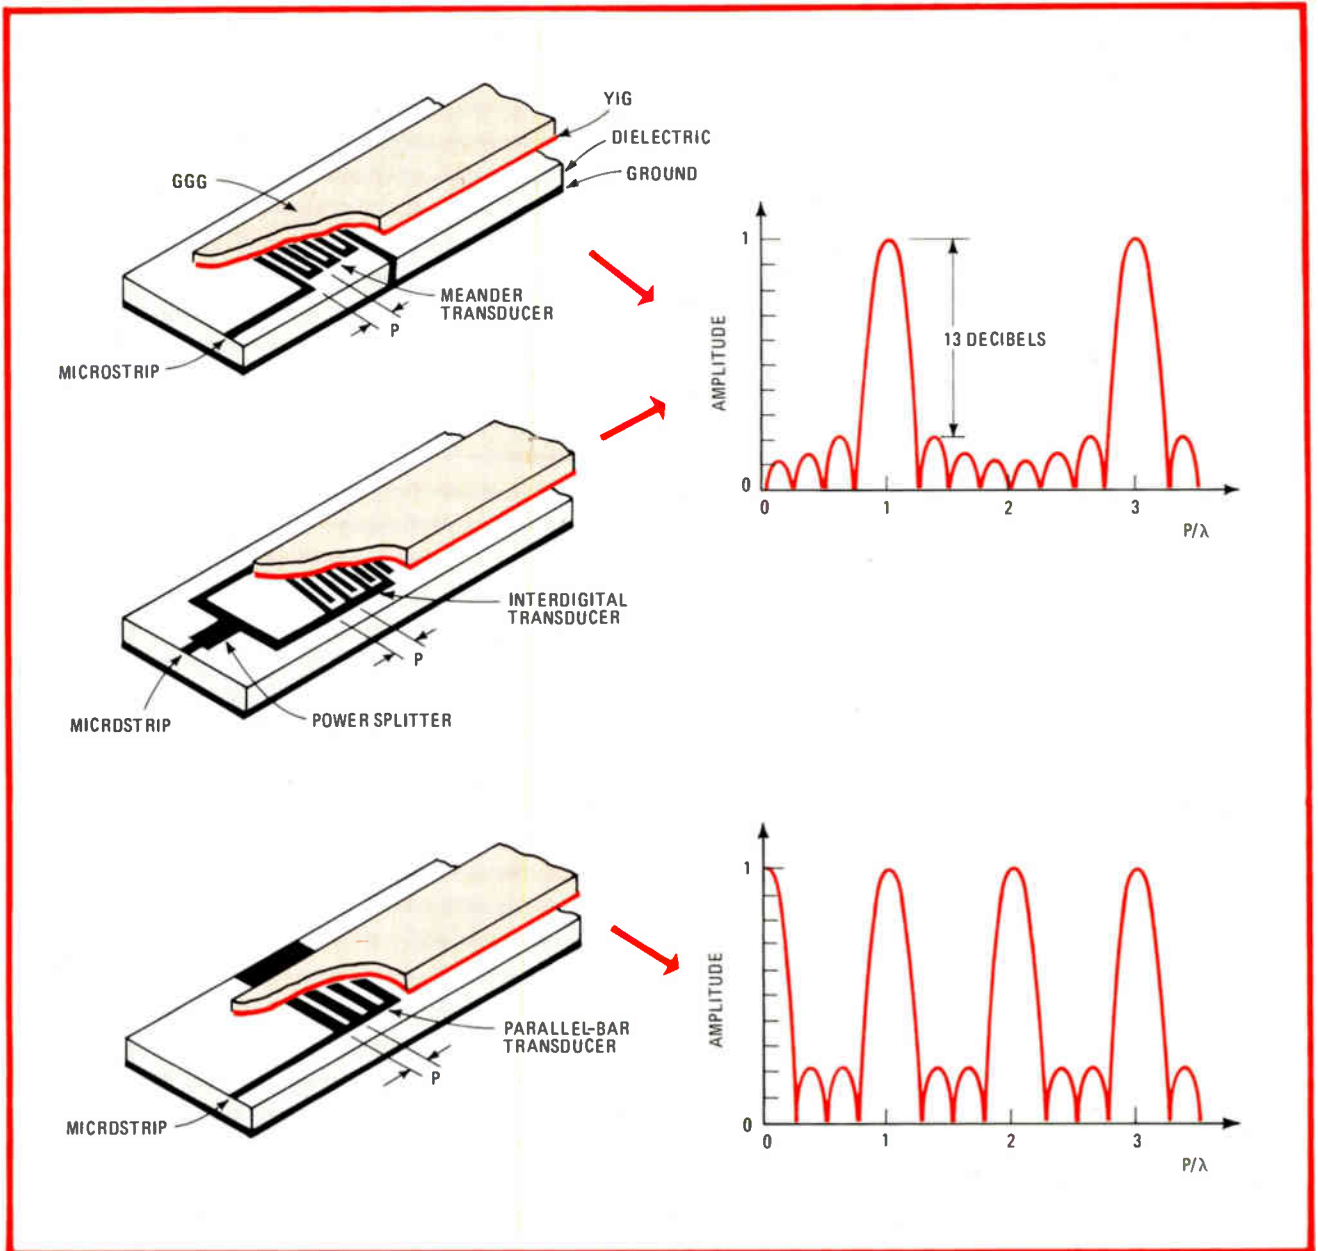 YIG
DIELECTRIC
GROUND
GGG
MEANDER
TRANSDUCER
P
MICROSTRIP
1
AMPLITUDE
13 DECIBELS
0
0 1 2 3
P/λ
INTERDIGITAL
TRANSDUCER
P
MICRDSTRIP
POWER SPLITTER
1
AMPLITUDE
0
0 1 2 3
P/λ
PARALLEL-BAR
TRANSDUCER
P
MICRDSTRIP